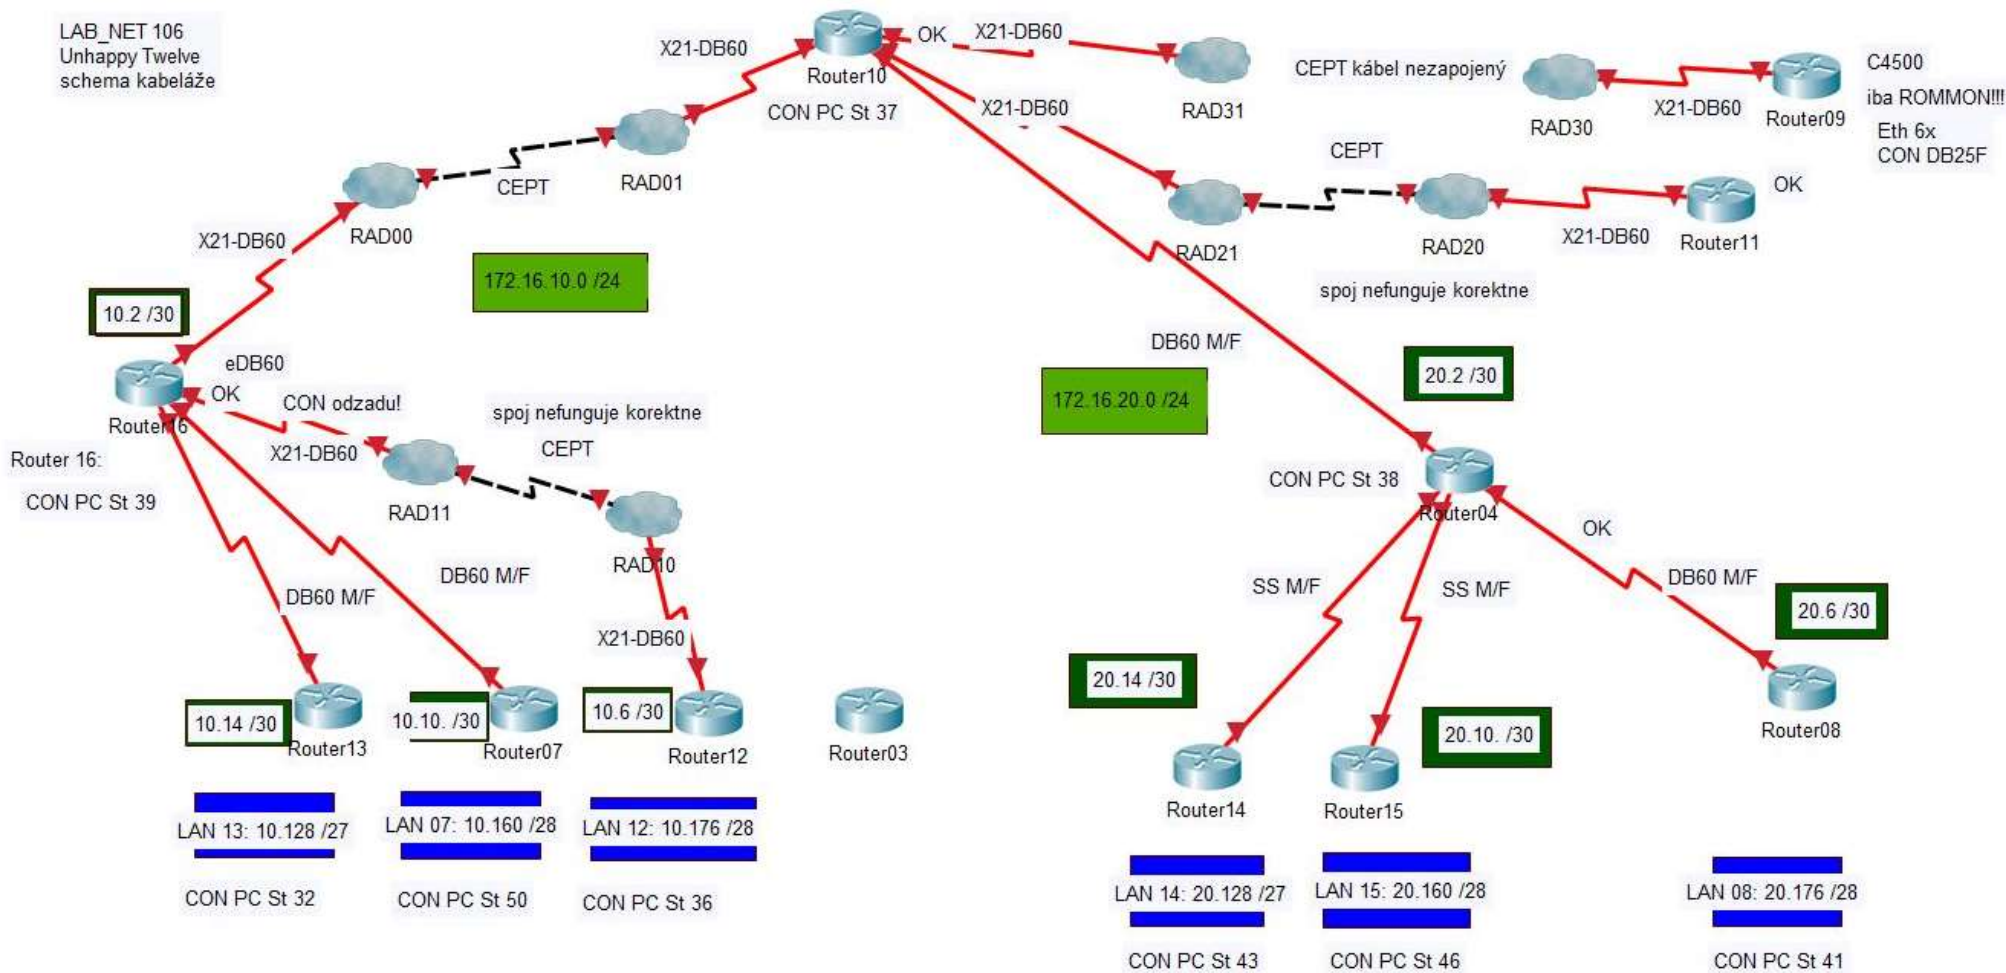 LAB_NET 106
Unhappy Twelve
schema kabeláže
X21-DB60
Router10
CON PC St 37
OK
X21-DB60
RAD31
CEPT kábel nezapojený
RAD30
X21-DB60
Router09
C4500
iba ROMMON!!!
Eth 6x
CON DB25F
X21-DB60
CEPT
RAD01
RAD00
X21-DB60
CEPT
RAD21
RAD20
X21-DB60
Router11
OK
spoj nefunguje korektne
172.16.10.0 /24
10.2 /30
eDB60
OK
Router16
CON odzadu!
X21-DB60
Router 16:
CON PC St 39
spoj nefunguje korektne
CEPT
RAD11
RAD10
DB60 M/F
DB60 M/F
X21-DB60
DB60 M/F
172.16.20.0 /24
20.2 /30
CON PC St 38
Router04
OK
SS M/F
SS M/F
DB60 M/F
20.6 /30
10.14 /30
Router13
10.10. /30
Router07
10.6 /30
Router12
Router03
20.14 /30
Router14
20.10. /30
Router15
Router08
LAN 13: 10.128 /27
LAN 07: 10.160 /28
LAN 12: 10.176 /28
CON PC St 32
CON PC St 50
CON PC St 36
LAN 14: 20.128 /27
LAN 15: 20.160 /28
LAN 08: 20.176 /28
CON PC St 43
CON PC St 46
CON PC St 41